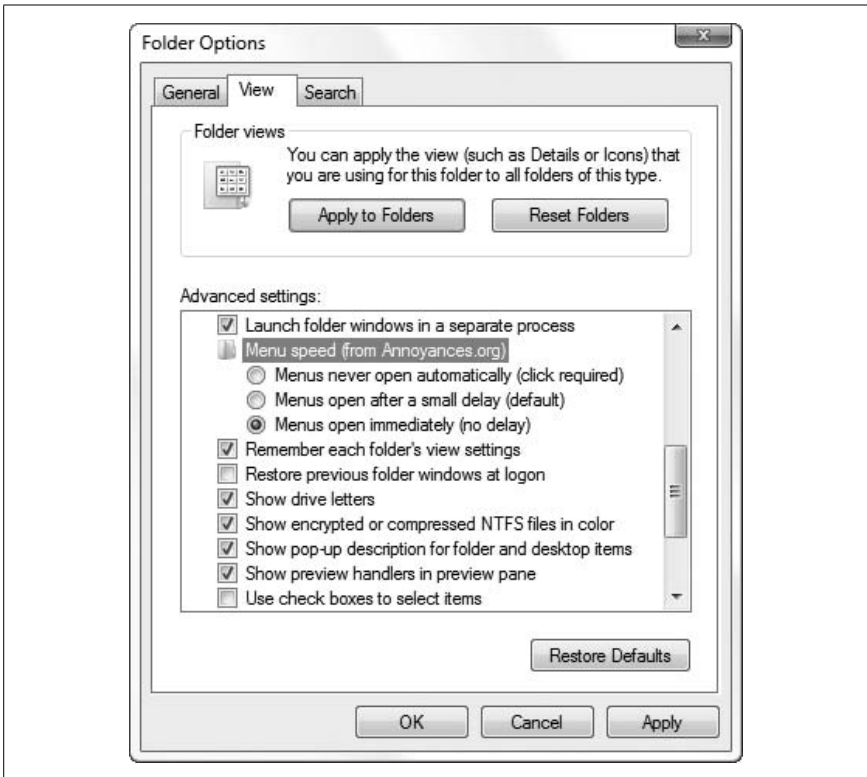 Folder Options
General View Search
Folder views
You can apply the view (such as Details or Icons) that
you are using for this folder to all folders of this type.
Apply to Folders Reset Folders
Advanced settings:
Launch folder windows in a separate process
Menu speed (from Annoyances.org)
Menus never open automatically (click required)
Menus open after a small delay (default)
Menus open immediately (no delay)
Remember each folder's view settings
Restore previous folder windows at logon
Show drive letters
Show encrypted or compressed NTFS files in color
Show pop-up description for folder and desktop items
Show preview handlers in preview pane
Use check boxes to select items
Restore Defaults
OK Cancel Apply